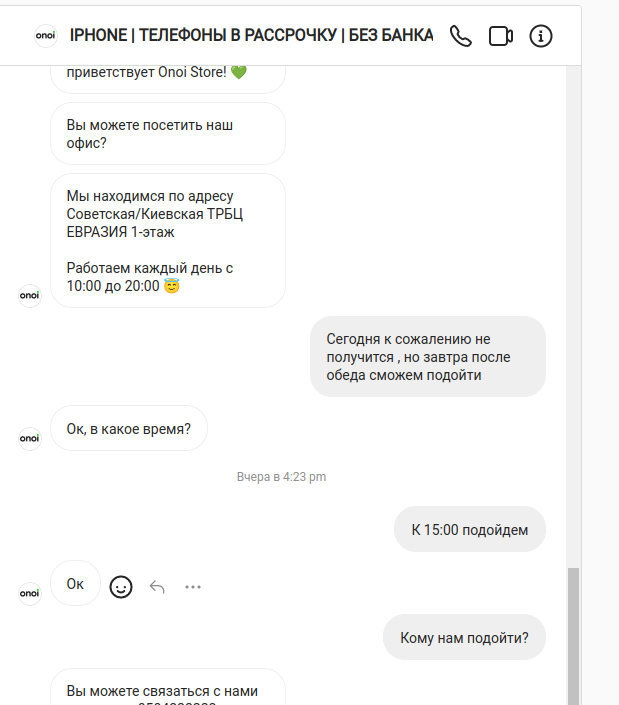 onoi
IPHONE | ТЕЛЕФОНЫ В РАССРОЧКУ | БЕЗ БАНКА
приветствует Onoi Store! 💚
Вы можете посетить наш
офис?
Мы находимся по адресу
Советская/Киевская ТРБЦ
ЕВРАЗИЯ 1-этаж
Работаем каждый день с
10:00 до 20:00 😇
onoi
Сегодня к сожалению не
получится , но завтра после
обеда сможем подойти
Ок, в какое время?
onoi
Вчера в 4:23 pm
К 15:00 подойдем
Ок
onoi
Кому нам подойти?
Вы можете связаться с нами